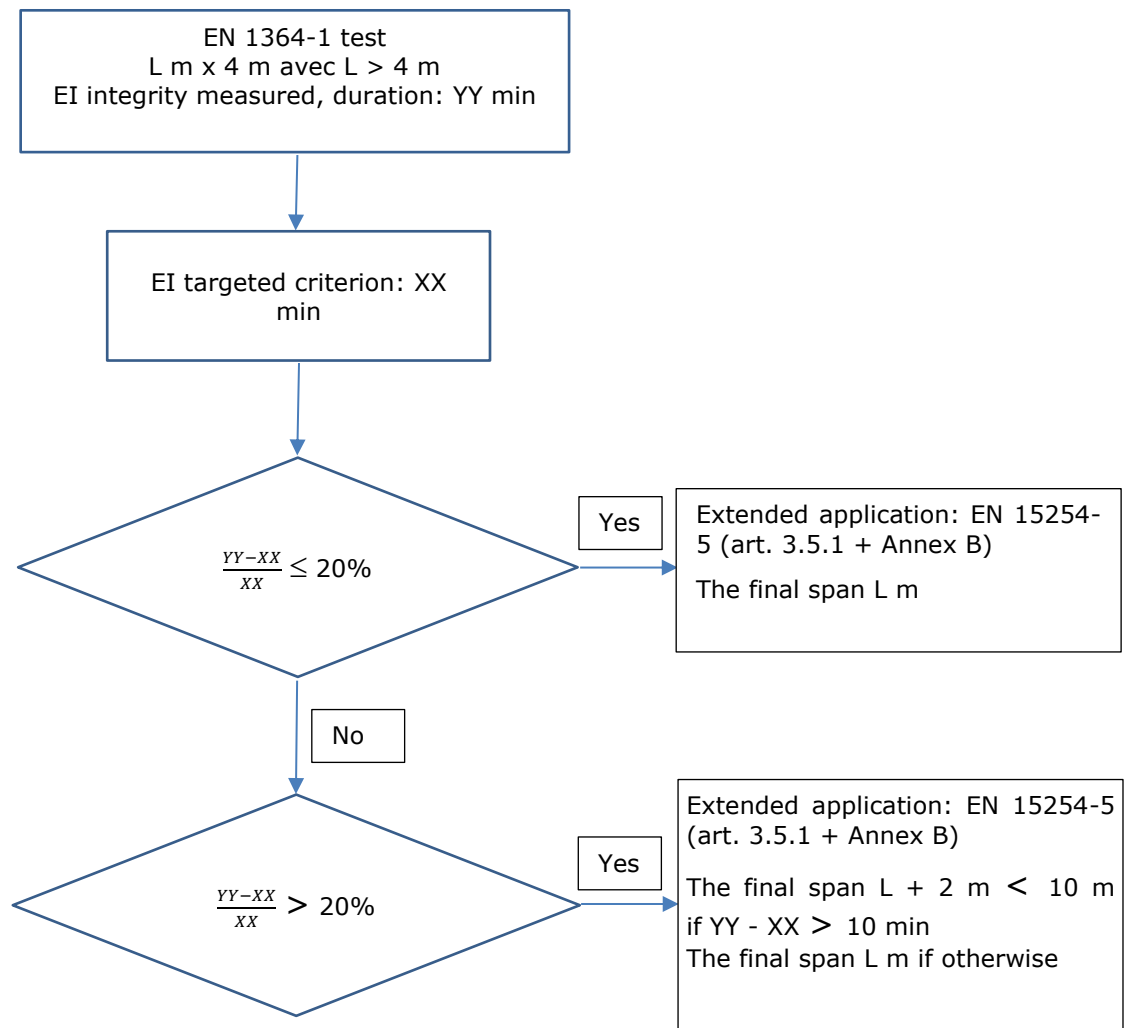 EN 1364-1 test
L m x 4 m avec L > 4 m
EI integrity measured, duration: YY min
EI targeted criterion: XX
min
YY−XX
XX
≤ 20%
Yes
Extended application: EN 15254-
5 (art. 3.5.1 + Annex B)
The final span L m
No
YY−XX
XX
> 20%
Yes
Extended application: EN 15254-5
(art. 3.5.1 + Annex B)
The final span L + 2 m < 10 m
if YY - XX > 10 min
The final span L m if otherwise